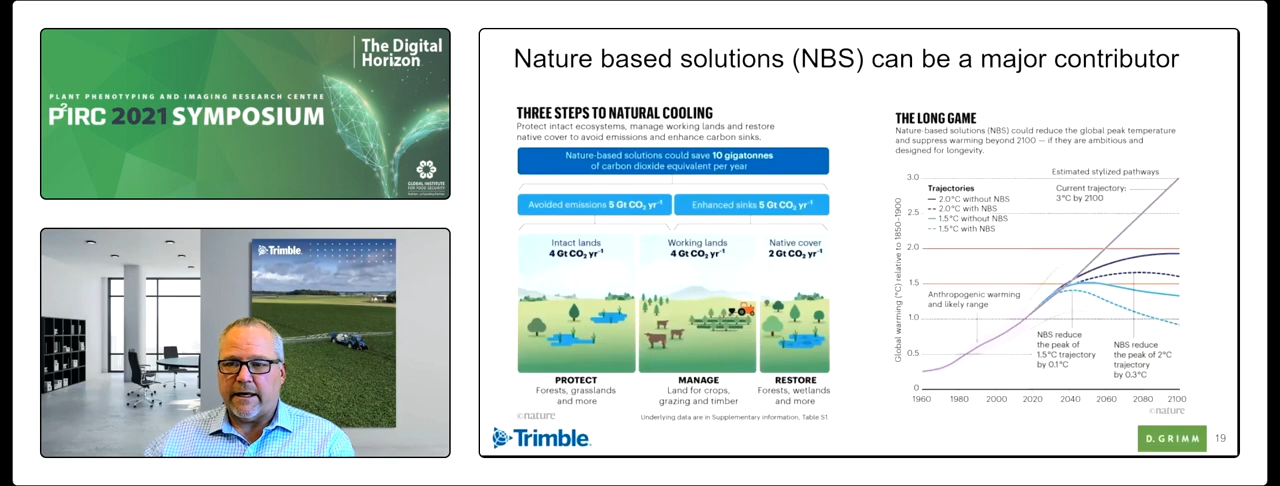 The Digital
Horizon
PLANT PHENOTYPING AND IMAGING RESEARCH CENTRE
P²IRC 2021 SYMPOSIUM
GLOBAL INSTITUTE
FOR FOOD SECURITY
Trimble.
Nature based solutions (NBS) can be a major contributor
THREE STEPS TO NATURAL COOLING
Protect intact ecosystems, manage working lands and restore
native cover to avoid emissions and enhance carbon sinks.
Nature-based solutions could save 10 gigatonnes
of carbon dioxide equivalent per year
Avoided emissions 5 Gt CO₂ yr⁻¹
Enhanced sinks 5 Gt CO₂ yr⁻¹
Intact lands
4 Gt CO₂ yr⁻¹
Working lands
4 Gt CO₂ yr⁻¹
Native cover
2 Gt CO₂ yr⁻¹
PROTECT
Forests, grasslands
and more
MANAGE
Land for crops,
grazing and timber
RESTORE
Forests, wetlands
and more
©nature
Underlying data are in Supplementary information, Table S1.
THE LONG GAME
Nature-based solutions (NBS) could reduce the global peak temperature
and suppress warming beyond 2100 — if they are ambitious and
designed for longevity.
Estimated stylized pathways
Global warming (°C) relative to 1850–1900
3.0
2.5
2.0
1.5
1.0
0.5
0
Trajectories
2.0°C without NBS
2.0°C with NBS
1.5°C without NBS
1.5°C with NBS
Current trajectory:
3°C by 2100
Anthropogenic warming
and likely range
NBS reduce
the peak of
1.5°C trajectory
by 0.1°C
NBS reduce
the peak of 2°C
trajectory
by 0.3°C
1960 1980 2000 2020 2040 2060 2080 2100
©nature
Trimble.
D. GRIMM
19